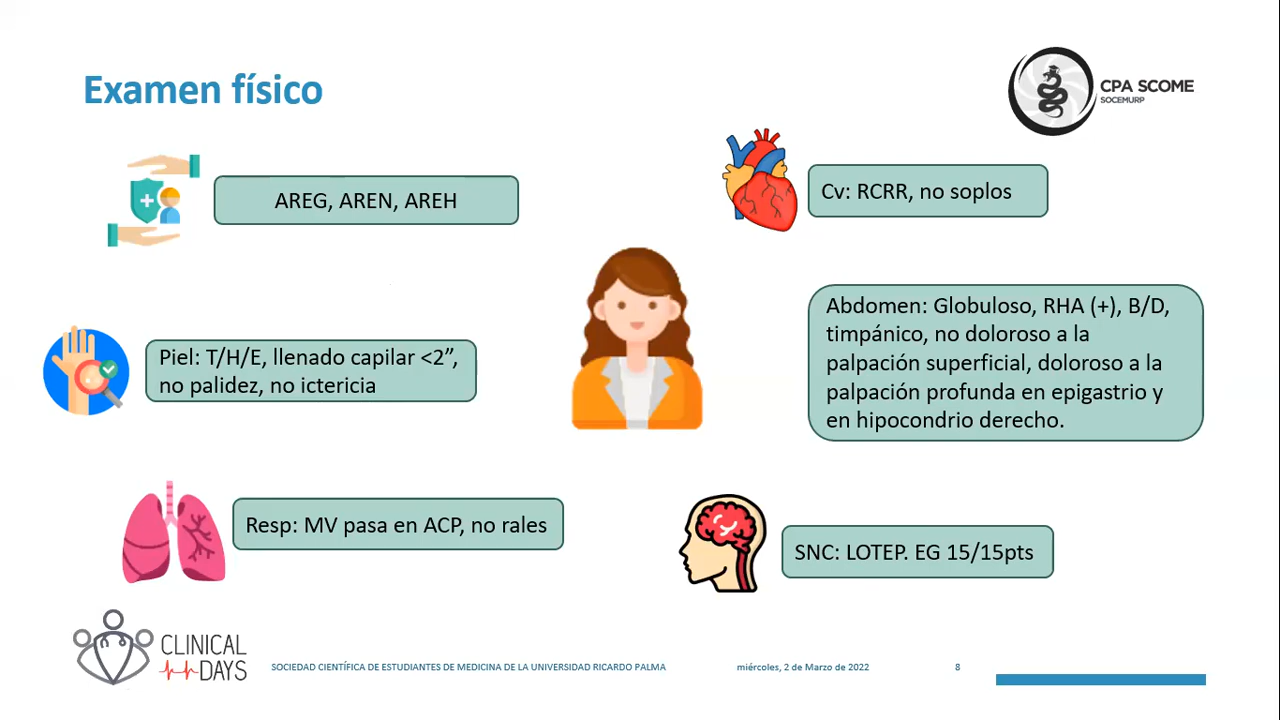 Examen físico
CPA SCOME
SOCEMURP
AREG, AREN, AREH
Cv: RCRR, no soplos
Piel: T/H/E, llenado capilar <2”,
no palidez, no ictericia
Abdomen: Globuloso, RHA (+), B/D,
timpánico, no doloroso a la
palpación superficial, doloroso a la
palpación profunda en epigastrio y
en hipocondrio derecho.
Resp: MV pasa en ACP, no rales
SNC: LOTEP. EG 15/15pts
CLINICAL
DAYS
SOCIEDAD CIENTÍFICA DE ESTUDIANTES DE MEDICINA DE LA UNIVERSIDAD RICARDO PALMA
miércoles, 2 de Marzo de 2022
8